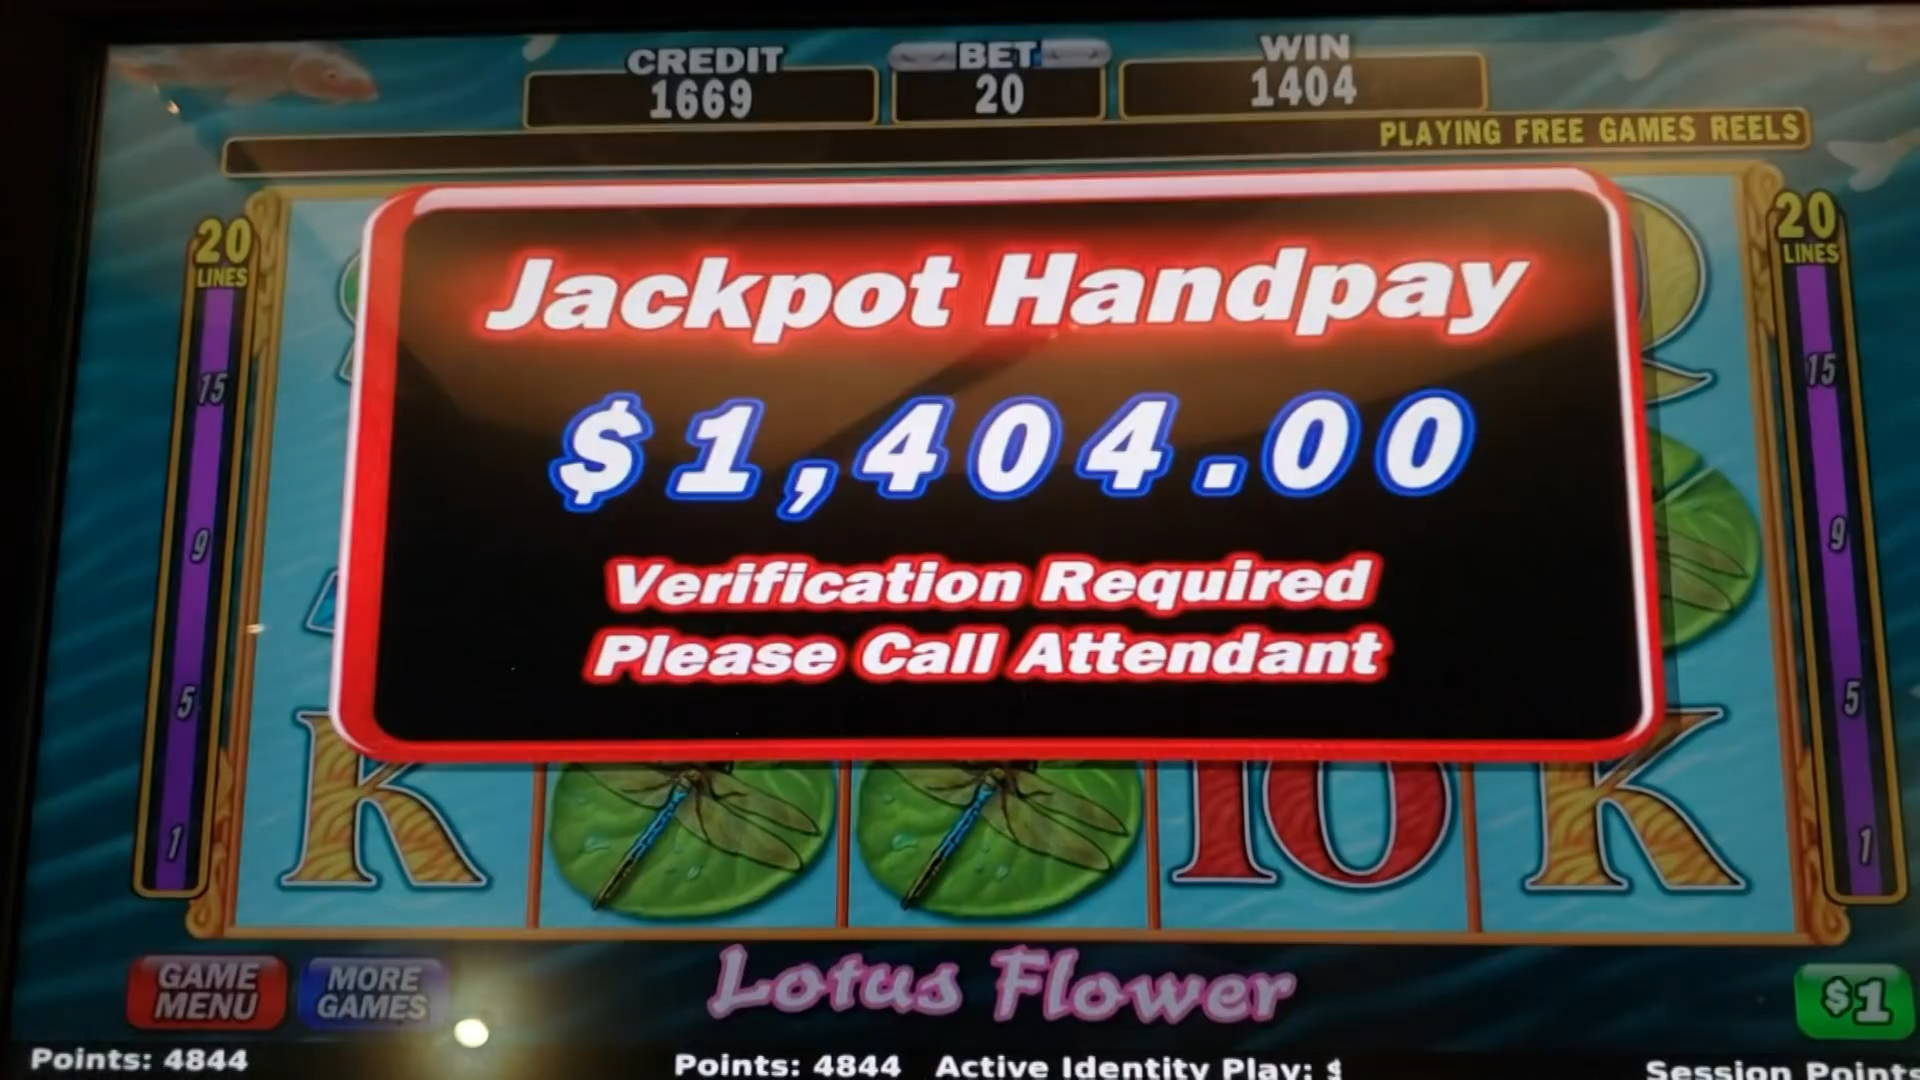 CREDIT BET WIN
1669 20 1404
PLAYING FREE GAMES REELS
20 20
LINES LINES
Jackpot Handpay
$1,404.00
15 15
9 9
Verification Required
Please Call Attendant
5 5
K 10 K
1 1
GAME MENU
MORE GAMES
Lotus Flower
$1
Points: 4844 Points: 4844 Active Identity Play: $ Session Points